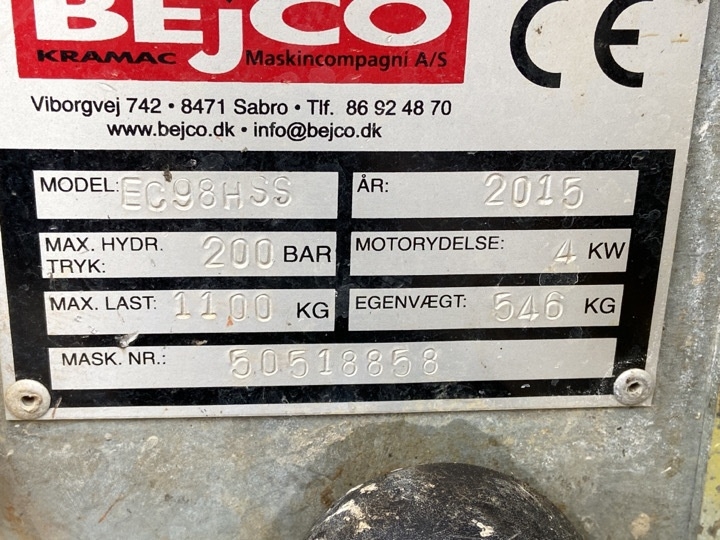 BEJCO
KRAMAC Maskincompagni A/S
CE
Viborgvej 742 • 8471 Sabro • Tlf. 86 92 48 70
www.bejco.dk • info@bejco.dk
MODEL: EC98HSS ÅR: 2015
MAX. HYDR. TRYK: 200 BAR MOTORYDELSE: 4 KW
MAX. LAST: 1100 KG EGENVÆGT: 546 KG
MASK. NR.: 50518858